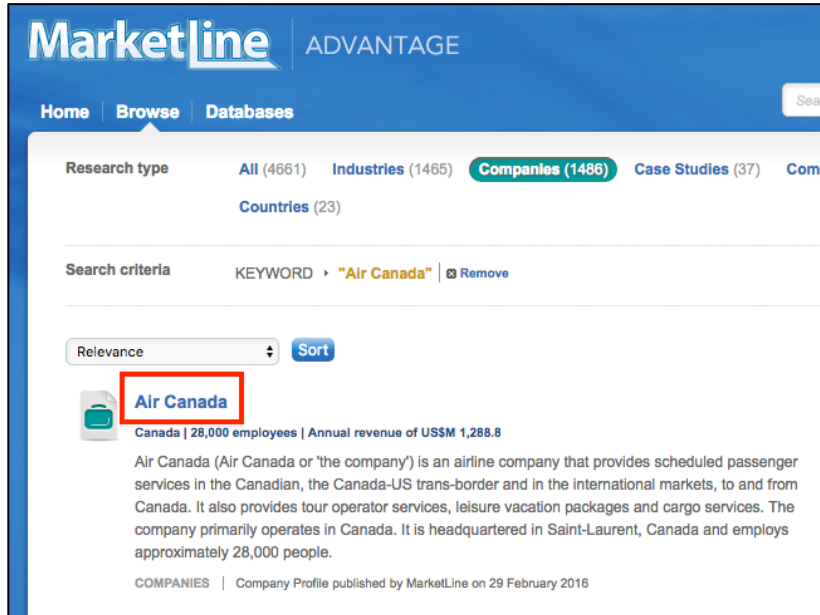 Marketline ADVANTAGE
Home Browse Databases
Research type All (4661) Industries (1465) Companies (1486) Case Studies (37)
Countries (23)
Search criteria KEYWORD "Air Canada" Remove
Relevance Sort
Air Canada
Canada | 28,000 employees | Annual revenue of US$M 1,288.8
Air Canada (Air Canada or 'the company') is an airline company that provides scheduled passenger
services in the Canadian, the Canada-US trans-border and in the international markets, to and from
Canada. It also provides tour operator services, leisure vacation packages and cargo services. The
company primarily operates in Canada. It is headquartered in Saint-Laurent, Canada and employs
approximately 28,000 people.
COMPANIES | Company Profile published by MarketLine on 29 February 2016